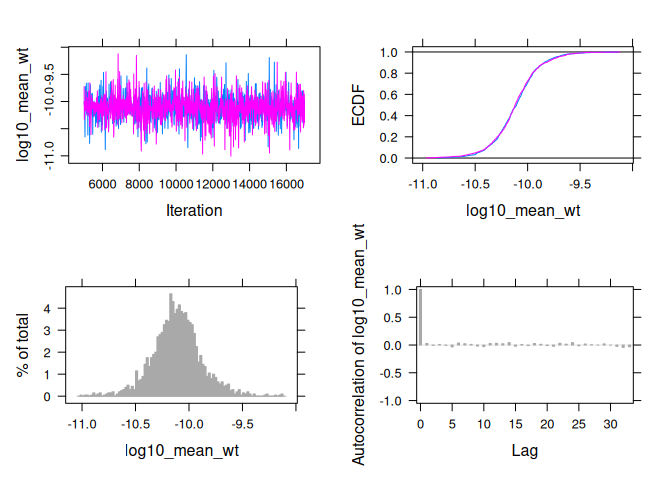 log10_mean_wt
-11.0
-10.0
-9.5
6000 8000 10000 12000 14000 16000
Iteration
ECDF
1.0
0.8
0.6
0.4
0.2
0.0
-11.0 -10.5 -10.0 -9.5
log10_mean_wt
% of total
4
3
2
1
0
-11.0 -10.5 -10.0 -9.5
log10_mean_wt
Autocorrelation of log10_mean_wt
1.0
0.5
0.0
-0.5
-1.0
0 5 10 15 20 25 30
Lag